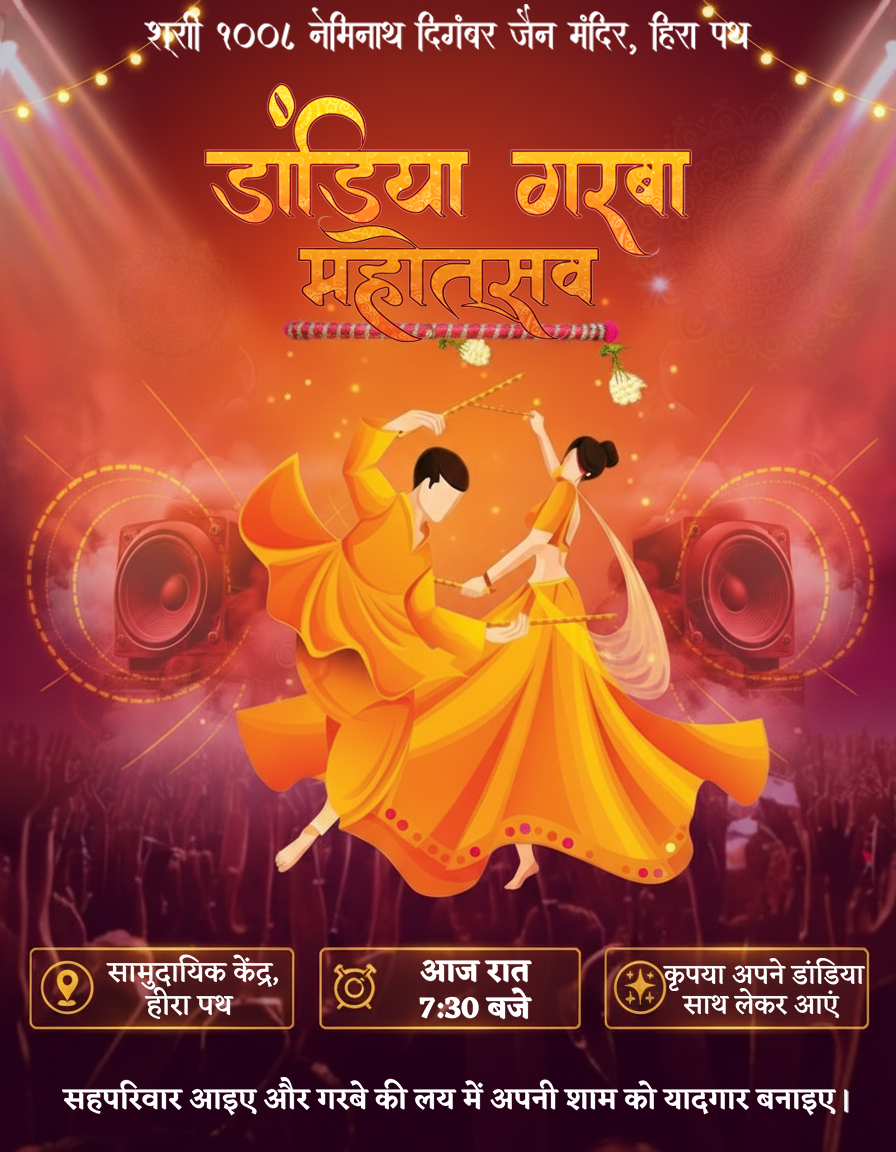 श्री १००८ नेमिनाथ दिगंबर जैन मंदिर, हिरा पथ
डांडिया गरबा
महोत्सव
सामुदायिक केंद्र,
हीरा पथ
आज रात
7:30 बजे
कृपया अपने डांडिया
साथ लेकर आएं
सहपरिवार आइए और गरबे की लय में अपनी शाम को यादगार बनाइए।